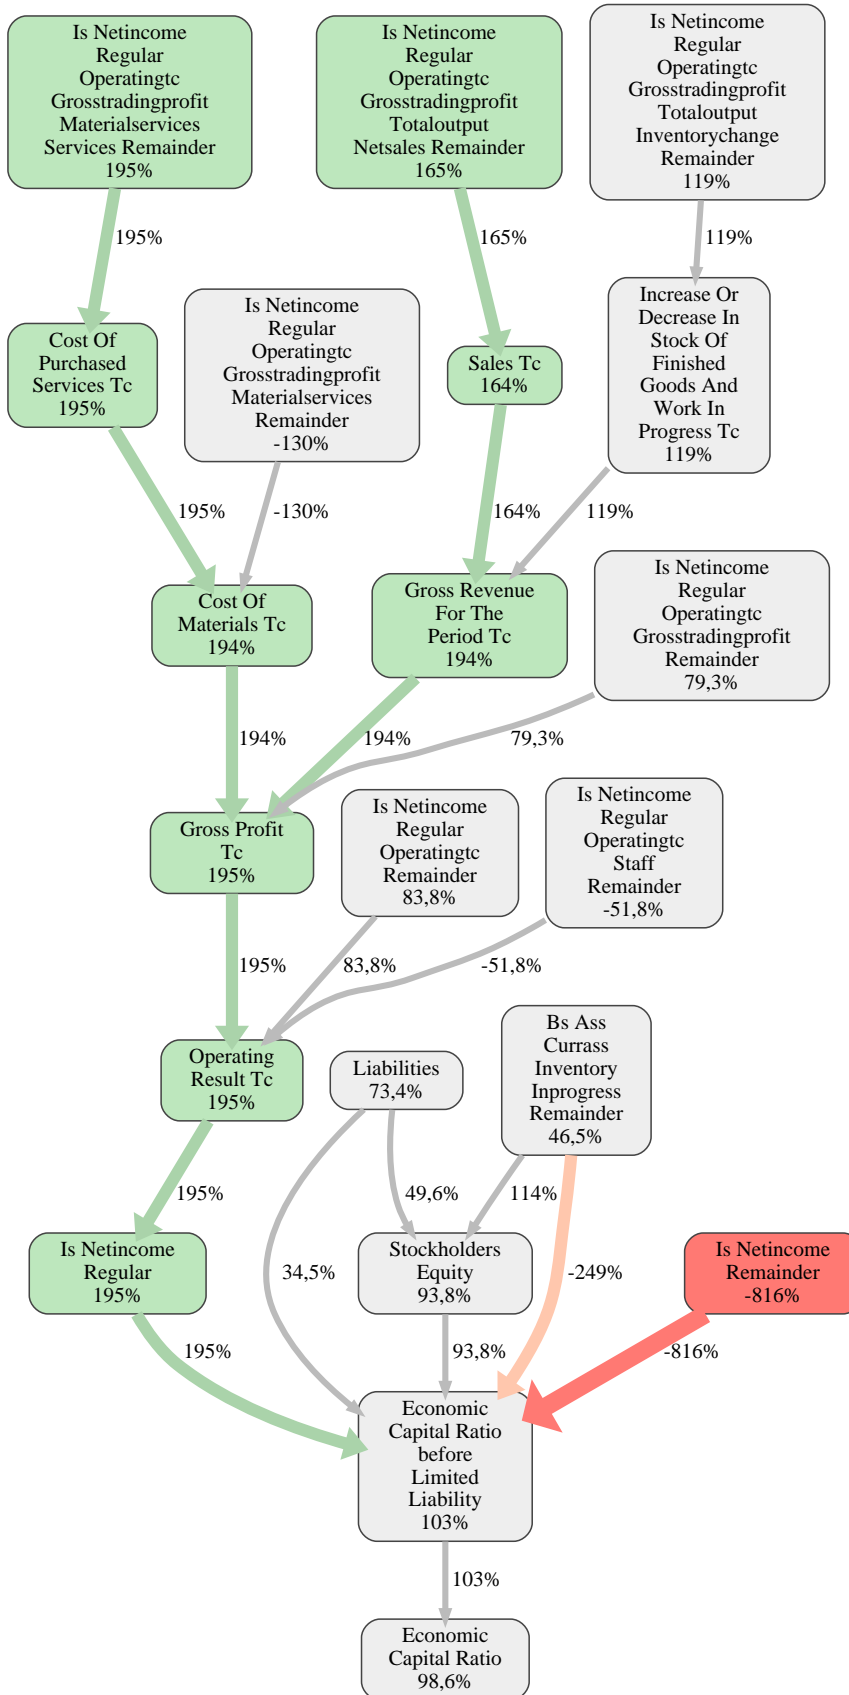 Is Netincome
Regular
Operatingtc
Grosstradingprofit
Materialservices
Services Remainder
195%
Is Netincome
Regular
Operatingtc
Grosstradingprofit
Totaloutput
Netsales Remainder
165%
Is Netincome
Regular
Operatingtc
Grosstradingprofit
Totaloutput
Inventorychange
Remainder
119%
195%
165%
119%
Cost Of
Purchased
Services Tc
195%
Is Netincome
Regular
Operatingtc
Grosstradingprofit
Materialservices
Remainder
-130%
Sales Tc
164%
Increase Or
Decrease In
Stock Of
Finished
Goods And
Work In
Progress Tc
119%
195%
-130%
164%
119%
Cost Of
Materials Tc
194%
Gross Revenue
For The
Period Tc
194%
Is Netincome
Regular
Operatingtc
Grosstradingprofit
Remainder
79,3%
194%
194%
79,3%
Gross Profit
Tc
195%
Is Netincome
Regular
Operatingtc
Remainder
83,8%
Is Netincome
Regular
Operatingtc
Staff
Remainder
-51,8%
195%
83,8%
-51,8%
Operating
Result Tc
195%
Liabilities
73,4%
Bs Ass
Currass
Inventory
Inprogress
Remainder
46,5%
195%
49,6%
114%
Is Netincome
Regular
195%
34,5%
Stockholders
Equity
93,8%
-249%
Is Netincome
Remainder
-816%
195%
93,8%
-816%
Economic
Capital Ratio
before
Limited
Liability
103%
103%
Economic
Capital Ratio
98,6%